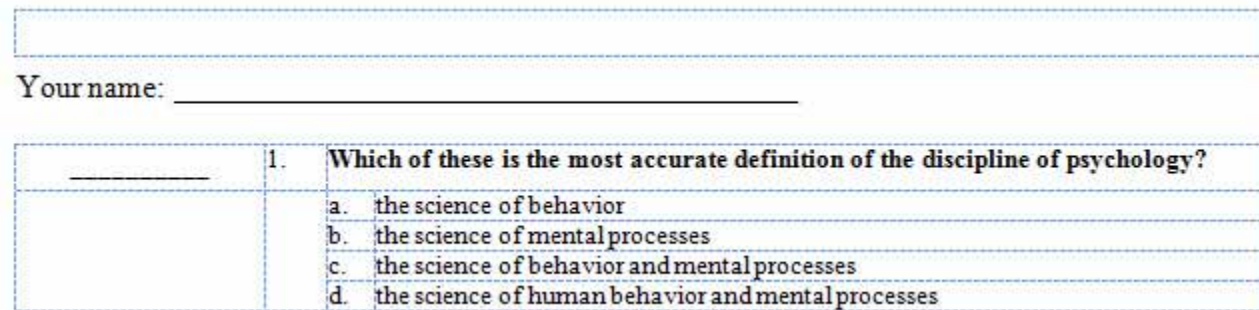 Your name: ____________________
__________ 1. Which of these is the most accurate definition of the discipline of psychology?
a. the science of behavior
b. the science of mental processes
c. the science of behavior and mental processes
d. the science of human behavior and mental processes